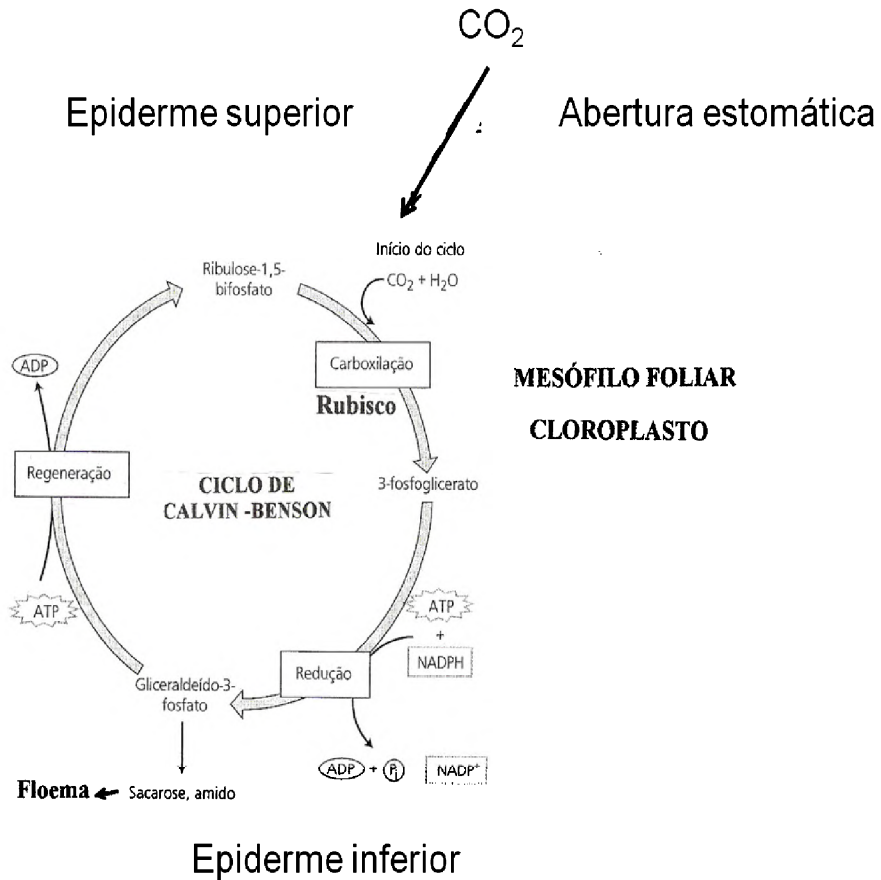 CO₂
Epiderme superior
Abertura estomática
Início do ciclo
CO₂ + H₂O
Ribulose-1,5-
bifosfato
Carboxilação
Rubisco
MESÓFILO FOLIAR
CLOROPLASTO
ADP
Regeneração
CICLO DE
CALVIN -BENSON
3-fosfoglicerato
ATP
ATP
+
NADPH
Redução
Gliceraldeído-3-
fosfato
ADP + Pi NADP⁺
Floema
Sacarose, amido
Epiderme inferior